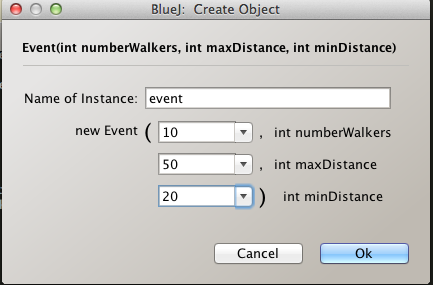 BlueJ: Create Object
Event(int numberWalkers, int maxDistance, int minDistance)
Name of Instance: event
new Event ( 10 , int numberWalkers
50 , int maxDistance
20 ) int minDistance
Cancel Ok